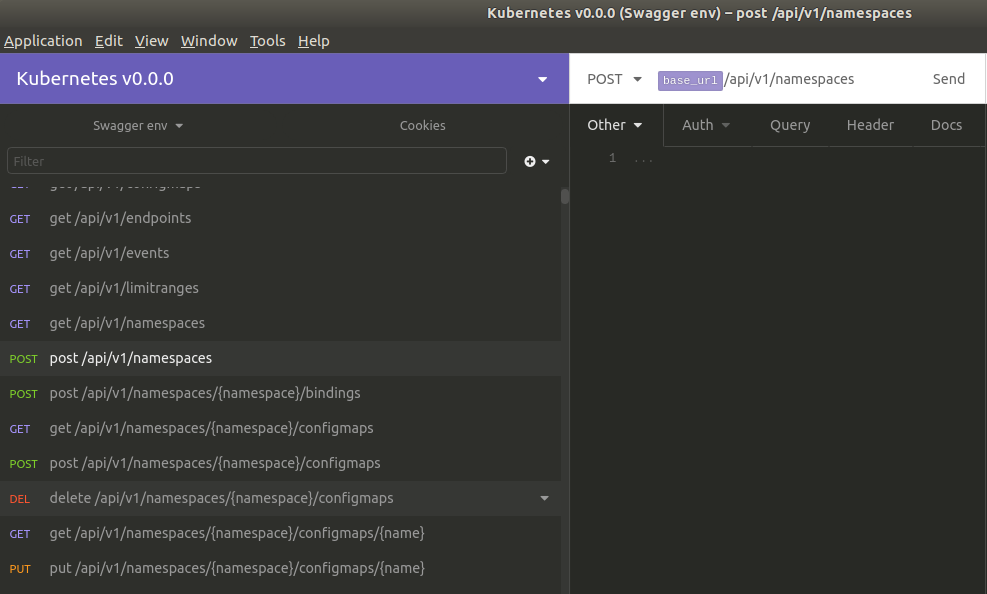 Kubernetes v0.0.0 (Swagger env) – post /api/v1/namespaces
Application Edit View Window Tools Help
Kubernetes v0.0.0
POST base_url/api/v1/namespaces Send
Swagger env Cookies
Other Auth Query Header Docs
Filter
1 ...
GET get /api/v1/configmaps
GET get /api/v1/endpoints
GET get /api/v1/events
GET get /api/v1/limitranges
GET get /api/v1/namespaces
POST post /api/v1/namespaces
POST post /api/v1/namespaces/{namespace}/bindings
GET get /api/v1/namespaces/{namespace}/configmaps
POST post /api/v1/namespaces/{namespace}/configmaps
DEL delete /api/v1/namespaces/{namespace}/configmaps
GET get /api/v1/namespaces/{namespace}/configmaps/{name}
PUT put /api/v1/namespaces/{namespace}/configmaps/{name}